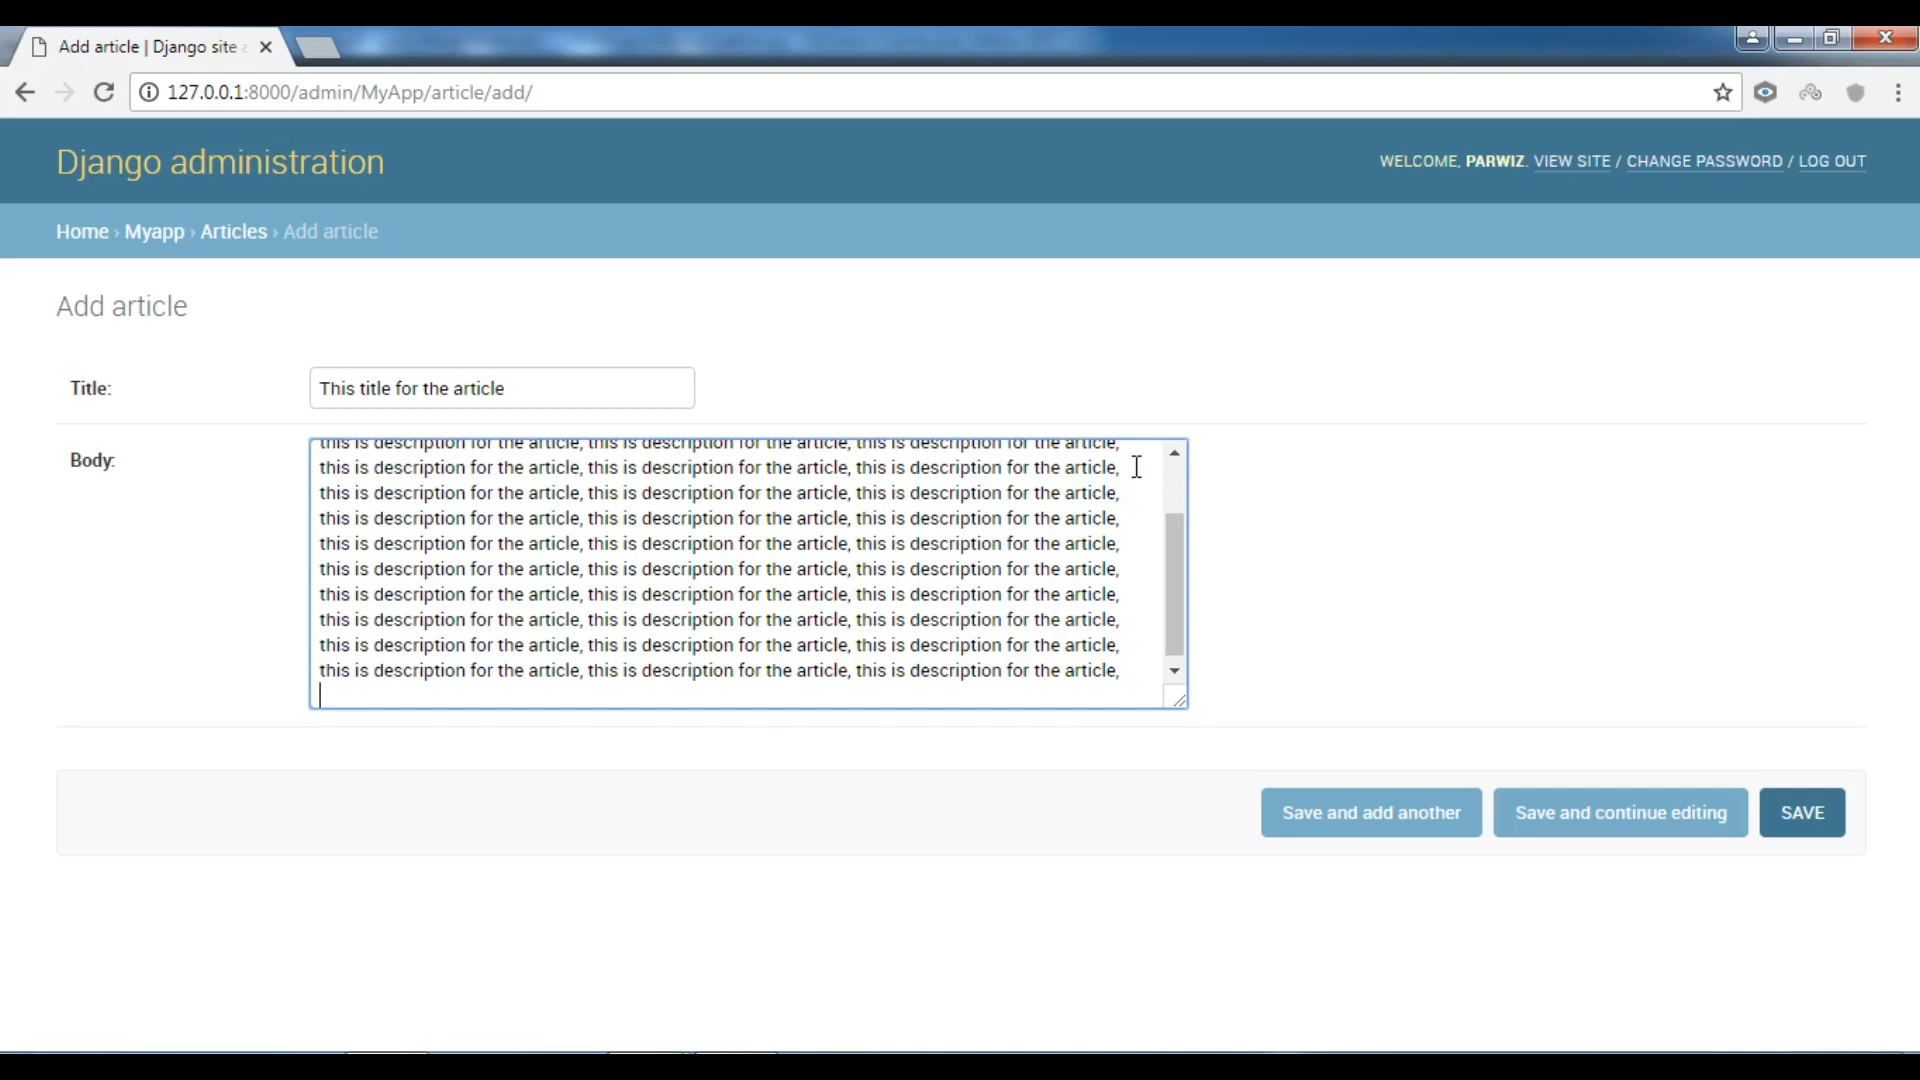 Add article | Django site a
127.0.0.1:8000/admin/MyApp/article/add/
Django administration
WELCOME, PARWIZ. VIEW SITE / CHANGE PASSWORD / LOG OUT
Home › Myapp › Articles › Add article
Add article
Title:
This title for the article
Body:
this is description for the article, this is description for the article, this is description for the article,
this is description for the article, this is description for the article, this is description for the article,
this is description for the article, this is description for the article, this is description for the article,
this is description for the article, this is description for the article, this is description for the article,
this is description for the article, this is description for the article, this is description for the article,
this is description for the article, this is description for the article, this is description for the article,
this is description for the article, this is description for the article, this is description for the article,
this is description for the article, this is description for the article, this is description for the article,
this is description for the article, this is description for the article, this is description for the article,
this is description for the article, this is description for the article, this is description for the article,
Save and add another
Save and continue editing
SAVE